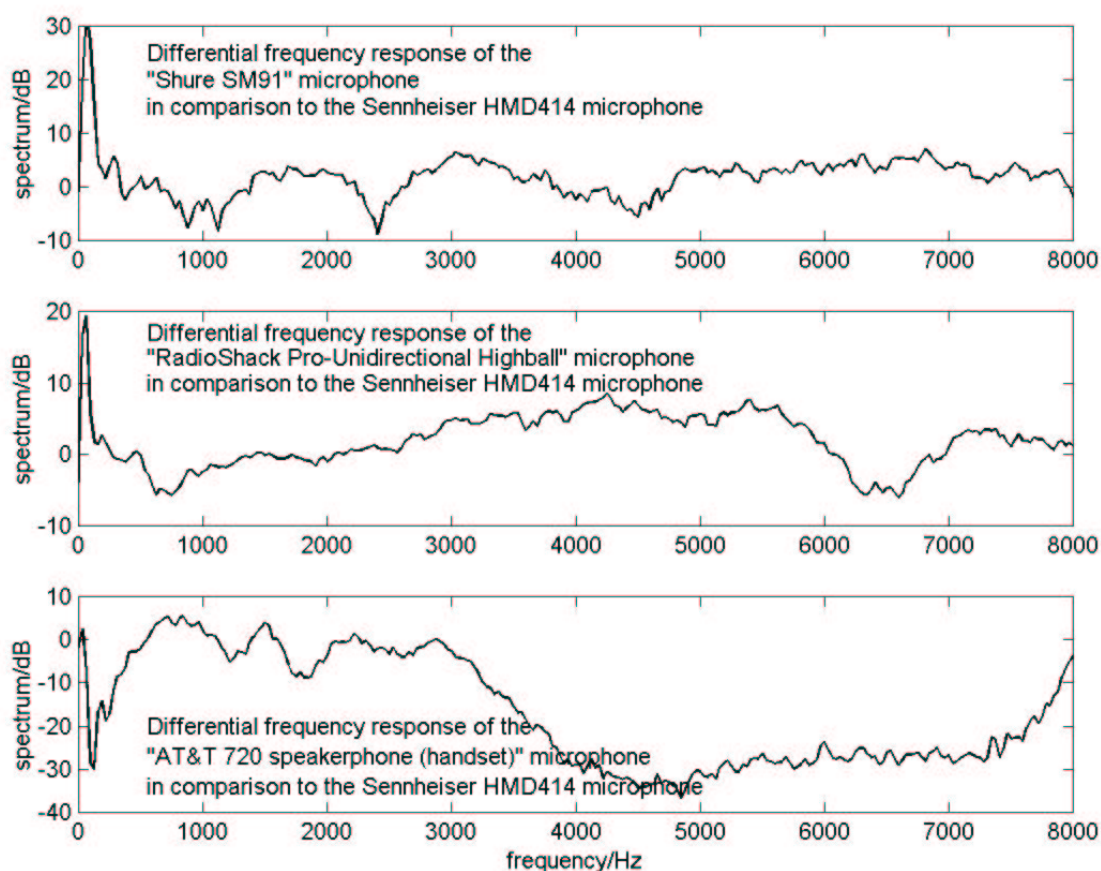 30
Differential frequency response of the
"Shure SM91" microphone
in comparison to the Sennheiser HMD414 microphone
20
10
0
-10
spectrum/dB
0 1000 2000 3000 4000 5000 6000 7000 8000
20
Differential frequency response of the
"RadioShack Pro-Unidirectional Highball" microphone
in comparison to the Sennheiser HMD414 microphone
10
0
-10
spectrum/dB
0 1000 2000 3000 4000 5000 6000 7000 8000
10
0
-10
-20
-30
-40
spectrum/dB
Differential frequency response of the
"AT&T 720 speakerphone (handset)" microphone
in comparison to the Sennheiser HMD414 microphone
0 1000 2000 3000 4000 5000 6000 7000 8000
frequency/Hz